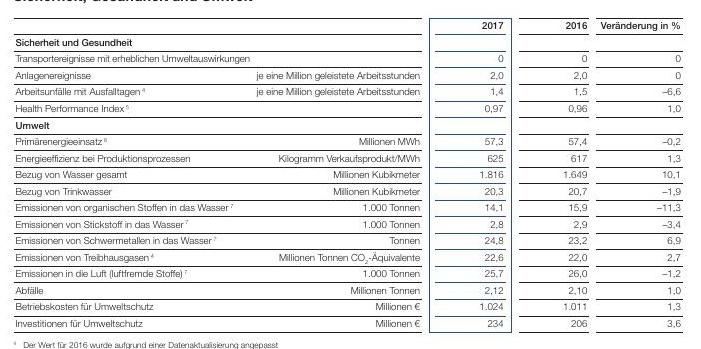 Sicherheit, Gesundheit und Umwelt
2017 2016 Veränderung in %
Sicherheit und Gesundheit
Transportereignisse mit erheblichen Umweltauswirkungen 0 0 0
Anlagenereignisse je eine Million geleistete Arbeitsstunden 2,0 2,0 0
Arbeitsunfälle mit Ausfalltagen 4 je eine Million geleistete Arbeitsstunden 1,4 1,5 –6,6
Health Performance Index 5 0,97 0,96 1,0
Umwelt
Primärenergieeinsatz 6 Millionen MWh 57,3 57,4 –0,2
Energieeffizienz bei Produktionsprozessen Kilogramm Verkaufsprodukt/MWh 625 617 1,3
Bezug von Wasser gesamt Millionen Kubikmeter 1.816 1.649 10,1
Bezug von Trinkwasser Millionen Kubikmeter 20,3 20,7 –1,9
Emissionen von organischen Stoffen in das Wasser 7 1.000 Tonnen 14,1 15,9 –11,3
Emissionen von Stickstoff in das Wasser 7 1.000 Tonnen 2,8 2,9 –3,4
Emissionen von Schwermetallen in das Wasser 7 Tonnen 24,8 23,2 6,9
Emissionen von Treibhausgasen 4 Millionen Tonnen CO2-Äquivalente 22,6 22,0 2,7
Emissionen in die Luft (luftfremde Stoffe) 7 1.000 Tonnen 25,7 26,0 –1,2
Abfälle Millionen Tonnen 2,12 2,10 1,0
Betriebskosten für Umweltschutz Millionen € 1.024 1.011 1,3
Investitionen für Umweltschutz Millionen € 234 206 3,6
4 Der Wert für 2016 wurde aufgrund einer Datenaktualisierung angepasst